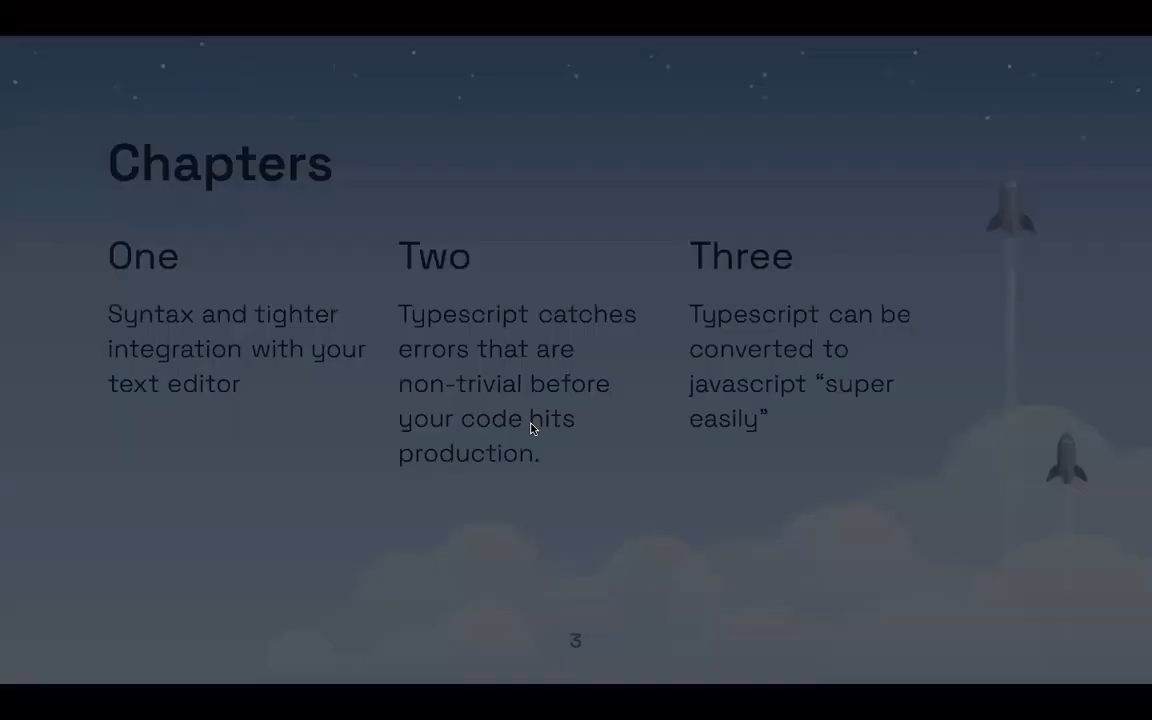 Chapters
One
Syntax and tighter
integration with your
text editor
Two
Typescript catches
errors that are
non-trivial before
your code hits
production.
Three
Typescript can be
converted to
javascript “super
easily”
3